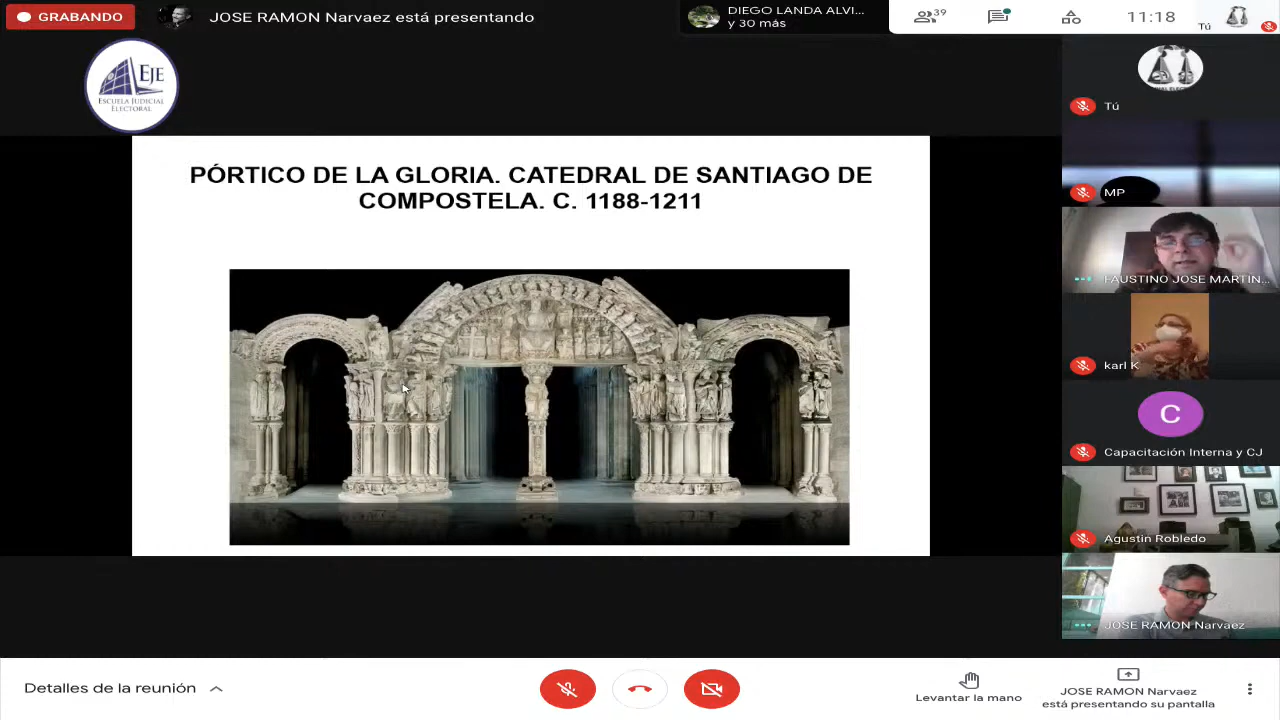 GRABANDO
JOSE RAMON Narvaez está presentando
DIEGO LANDA ALVI...
y 30 más
39
11:18
Tú
EJE
ESCUELA JUDICIAL
ELECTORAL
PÓRTICO DE LA GLORIA. CATEDRAL DE SANTIAGO DE
COMPOSTELA. C. 1188-1211
Tú
MP
FAUSTINO JOSE MARTIN...
karl K
C
Capacitación Interna y CJ
Agustin Robledo
JOSE RAMON Narvaez
Detalles de la reunión
Levantar la mano
JOSE RAMON Narvaez
está presentando su pantalla